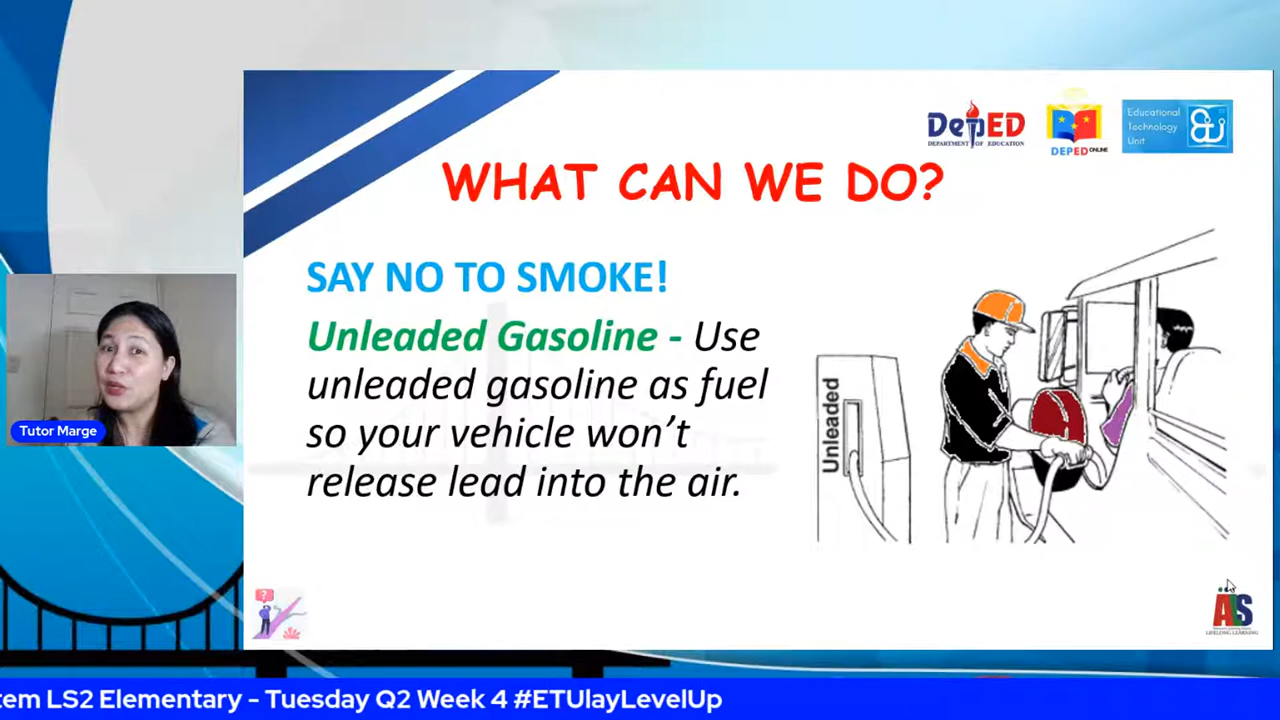 DepED
DEPARTMENT OF EDUCATION
DEPED ONLINE
Educational
Technology
Unit
WHAT CAN WE DO?
SAY NO TO SMOKE!
Unleaded Gasoline - Use
unleaded gasoline as fuel
so your vehicle won't
release lead into the air.
Unleaded
Tutor Marge
?
ALS
LIFELONG LEARNING
tem LS2 Elementary - Tuesday Q2 Week 4 #ETUlayLevelUp